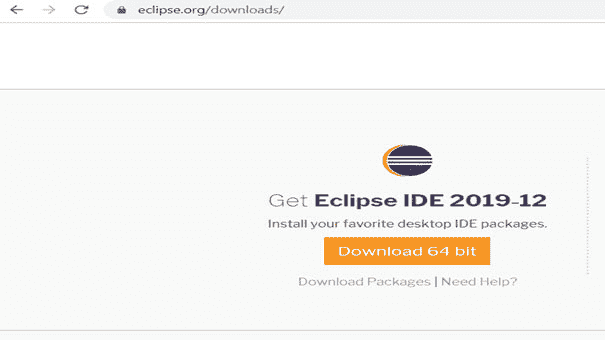 eclipse.org/downloads/
Get Eclipse IDE 2019-12
Install your favorite desktop IDE packages.
Download 64 bit
Download Packages | Need Help?